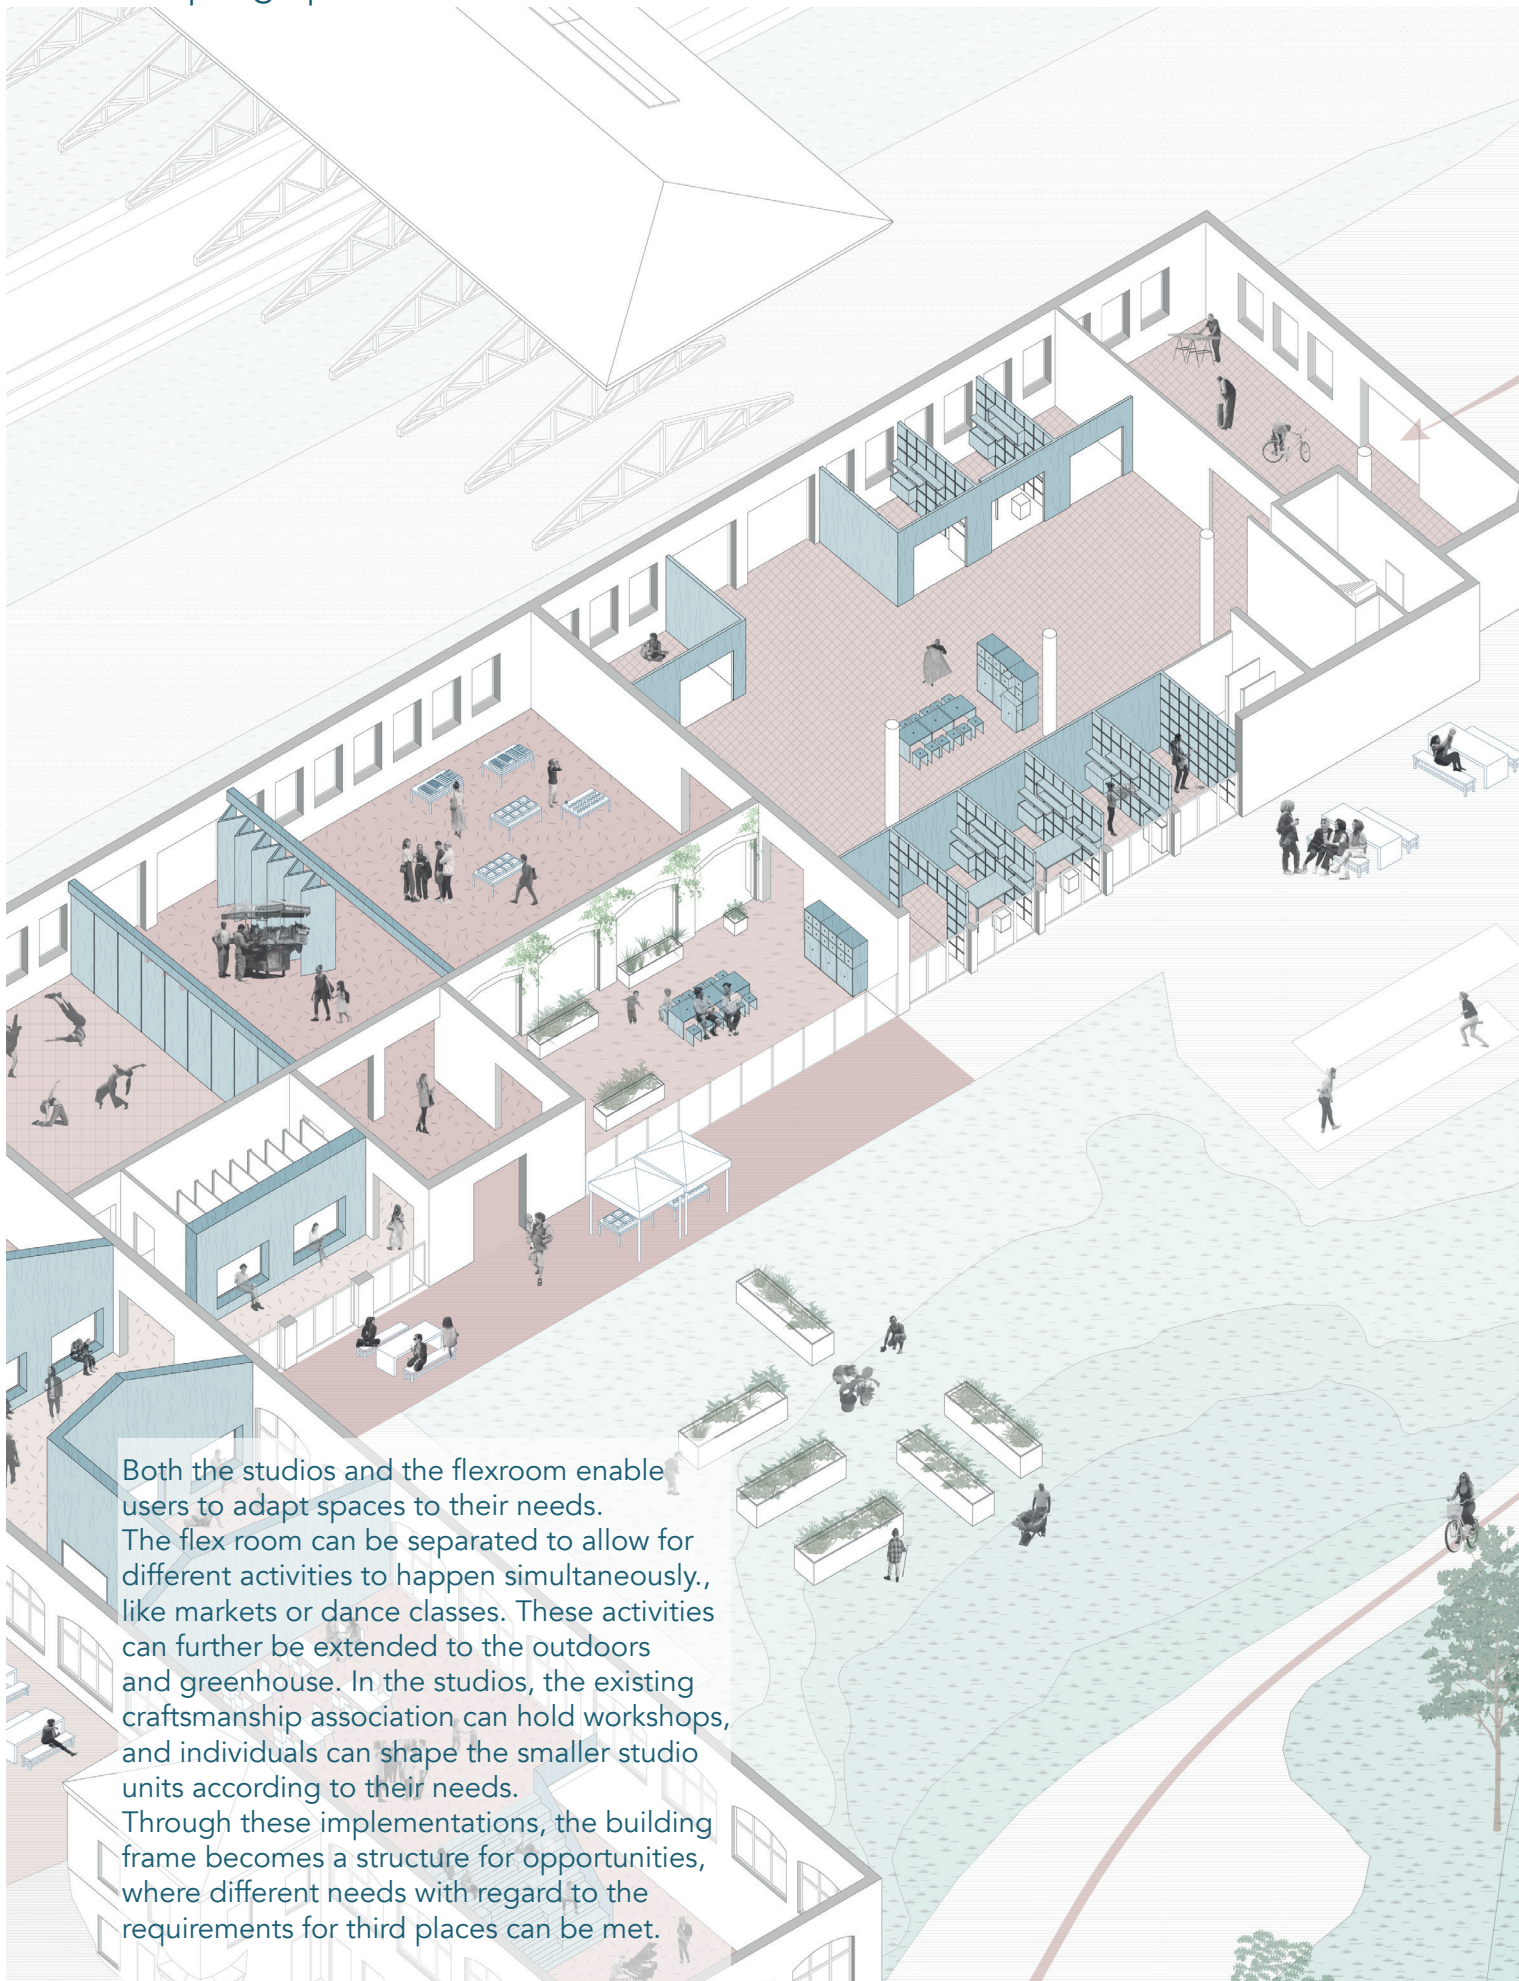 Both the studios and the flexroom enable
users to adapt spaces to their needs.
The flex room can be separated to allow for
different activities to happen simultaneously.,
like markets or dance classes. These activities
can further be extended to the outdoors
and greenhouse. In the studios, the existing
craftsmanship association can hold workshops,
and individuals can shape the smaller studio
units according to their needs.
Through these implementations, the building
frame becomes a structure for opportunities,
where different needs with regard to the
requirements for third places can be met.